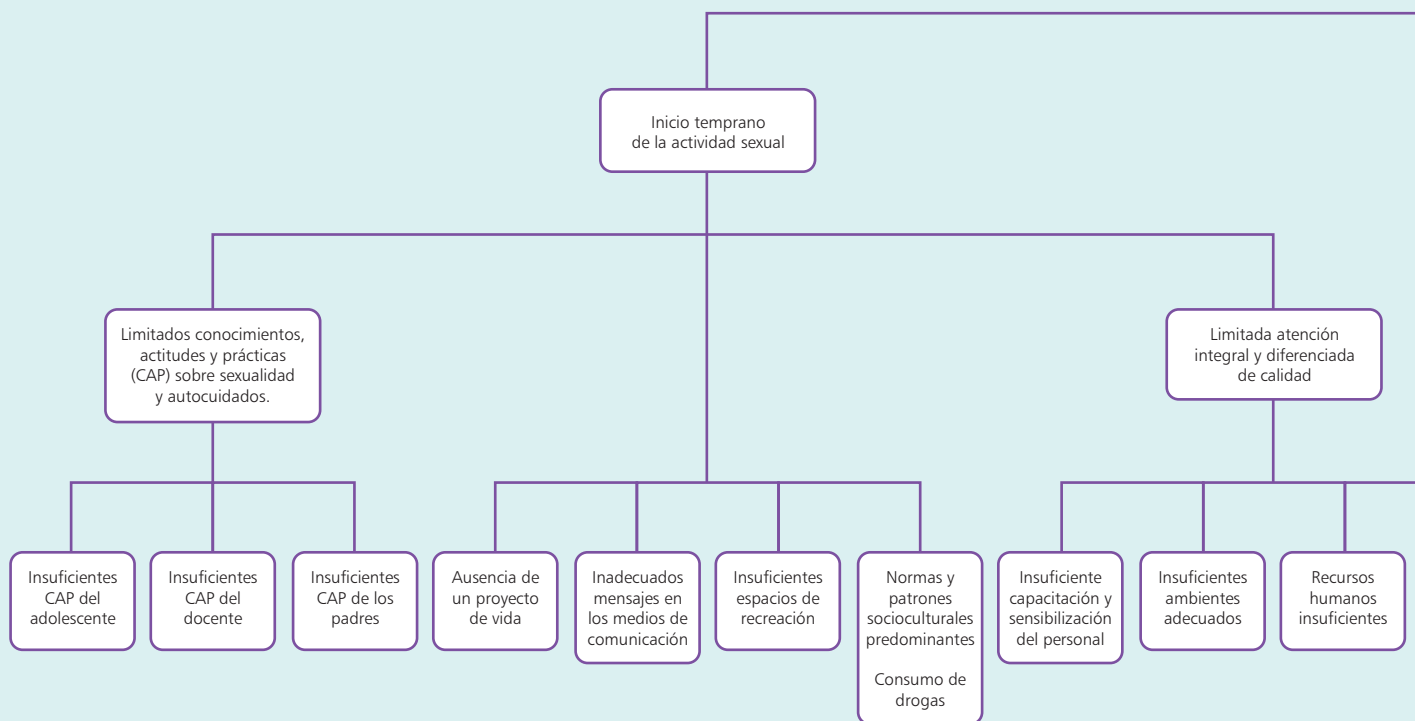 Inicio temprano
de la actividad sexual
Limitados conocimientos,
actitudes y prácticas
(CAP) sobre sexualidad
y autocuidados.
Limitada atención
integral y diferenciada
de calidad
Insuficientes
CAP del
adolescente
Insuficientes
CAP del
docente
Insuficientes
CAP de los
padres
Ausencia de
un proyecto
de vida
Inadecuados
mensajes en
los medios de
comunicación
Insuficientes
espacios de
recreación
Normas y
patrones
socioculturales
predominantes
Consumo de
drogas
Insuficiente
capacitación y
sensibilización
del personal
Insuficientes
ambientes
adecuados
Recursos
humanos
insuficientes